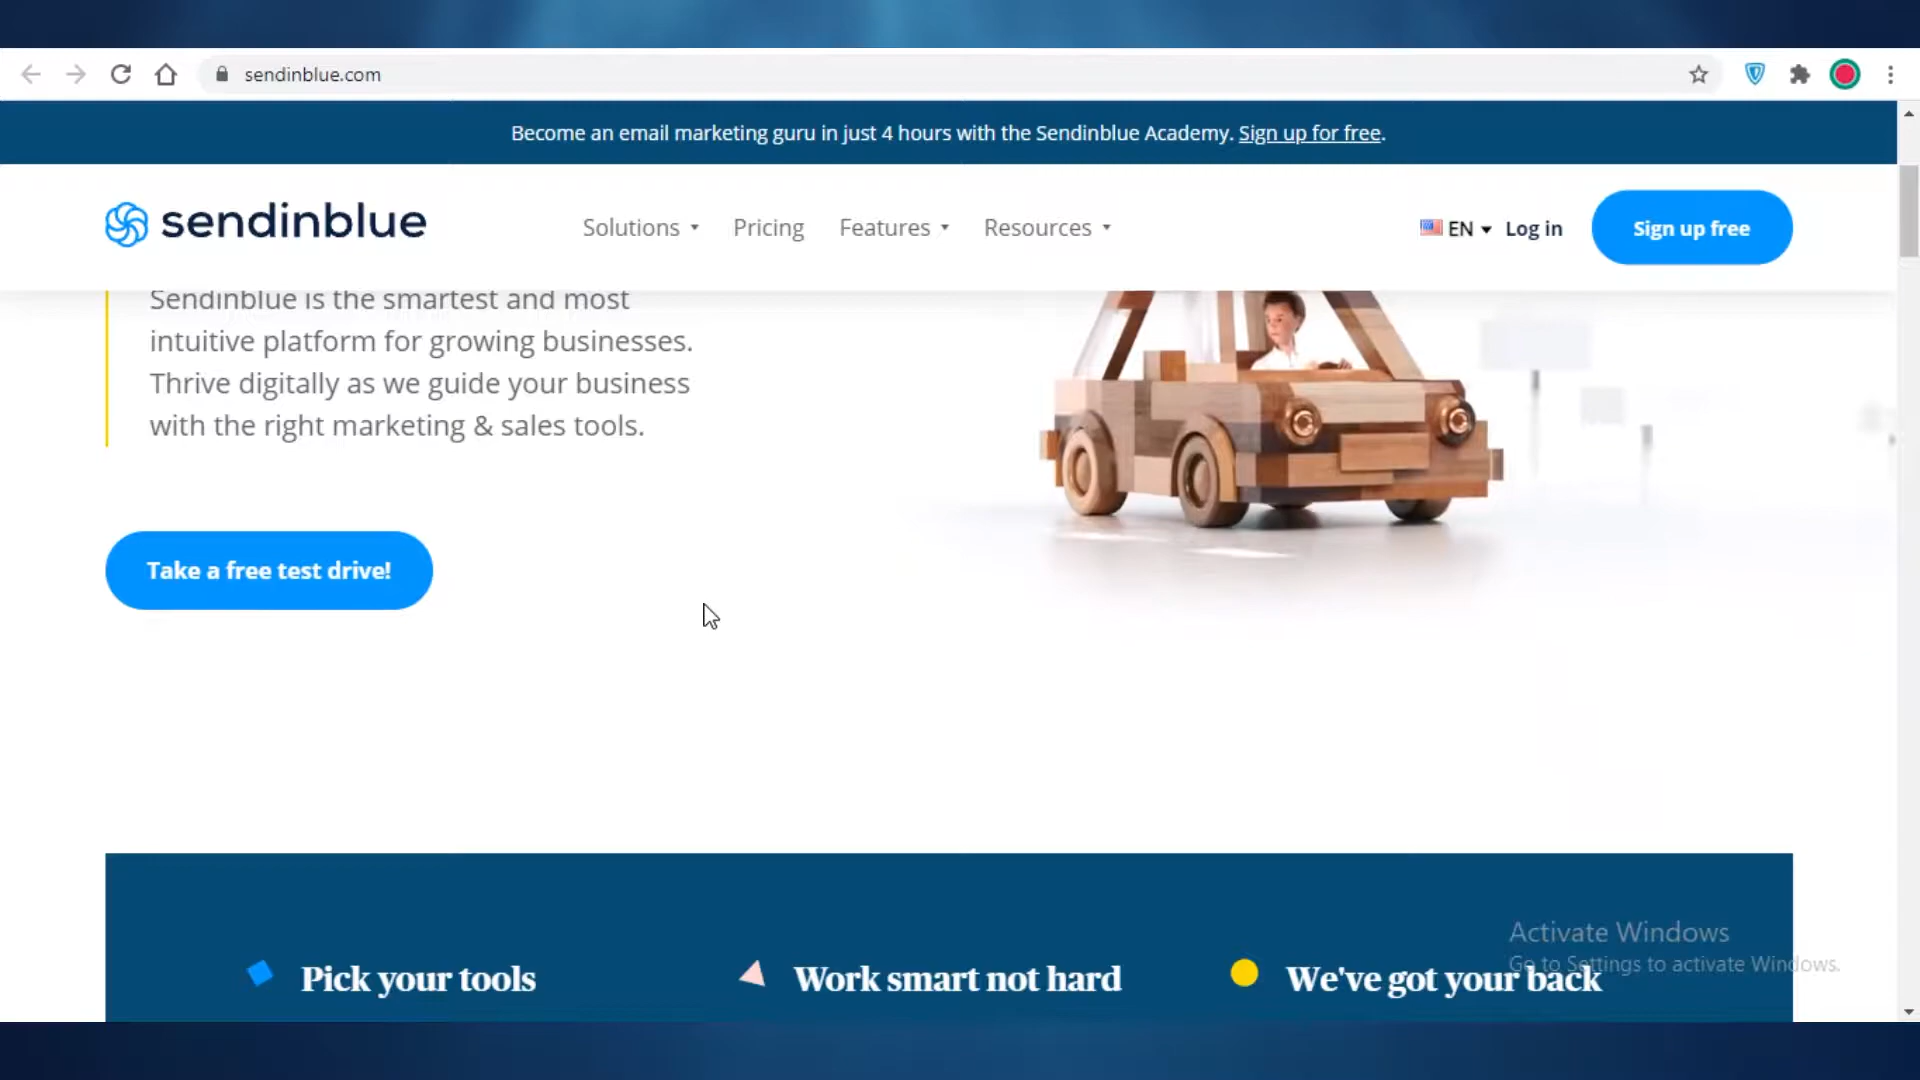 sendinblue.com
Become an email marketing guru in just 4 hours with the Sendinblue Academy. Sign up for free.
sendinblue
Solutions
Pricing
Features
Resources
EN
Log in
Sign up free
Sendinblue is the smartest and most
intuitive platform for growing businesses.
Thrive digitally as we guide your business
with the right marketing & sales tools.
Take a free test drive!
Pick your tools
Work smart not hard
We've got your back
Activate Windows
Go to Settings to activate Windows.